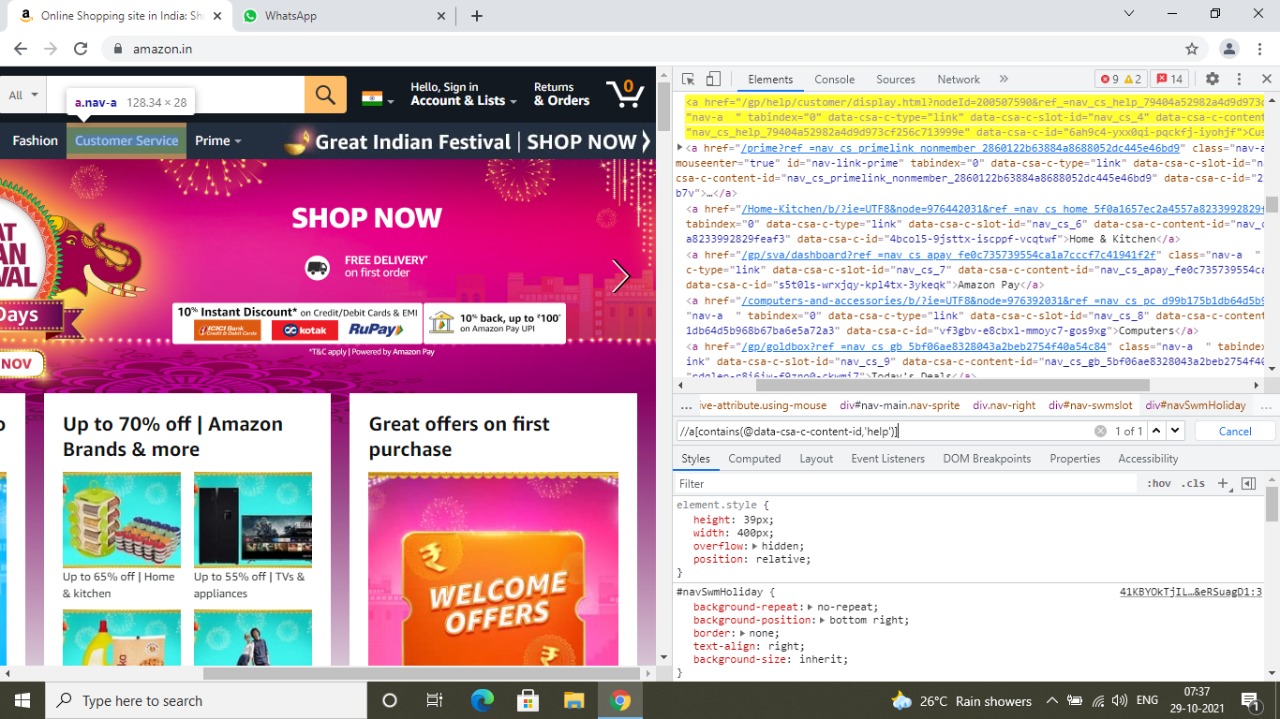 Online Shopping site in India: Sh
WhatsApp
amazon.in
All
a.nav-a 128.34 × 28
Hello, Sign in
Account & Lists
Returns
& Orders
0
Fashion
Customer Service
Prime
Great Indian Festival | SHOP NOW
AT
AN
VAL
Days
NOV
SHOP NOW
FREE DELIVERY*
on first order
10% Instant Discount* on Credit/Debit Cards & EMI
ICICI Bank
Credit & Debit Cards
kotak
RuPay
10% back, up to ₹100*
on Amazon Pay UPI
*T&C apply | Powered by Amazon Pay
Up to 70% off | Amazon
Brands & more
Up to 65% off | Home
& kitchen
Up to 55% off | TVs &
appliances
Great offers on first
purchase
WELCOME
OFFERS
Elements
Console
Sources
Network
9
2
14
<a href="/gp/help/customer/display.html?nodeId=200507590&ref_=nav_cs_help_79404a52982a4d9d973c
"nav-a  " tabindex="0" data-csa-c-type="link" data-csa-c-slot-id="nav_cs_4" data-csa-c-content-
"nav_cs_help_79404a52982a4d9d973cf256c713999e" data-csa-c-id="6ah9c4-yxx0qi-pqckfj-iyohjf">Cus
<a href="/prime?ref_=nav_cs_primelink_nonmember_2860122b63884a8688052dc445e46bd9" class="nav-a
mouseenter="true" id="nav-link-prime" tabindex="0" data-csa-c-type="link" data-csa-c-slot-id="n
-c-content-id="nav_cs_primelink_nonmember_2860122b63884a8688052dc445e46bd9" data-csa-c-id="2
b7v">…</a>
<a href="/Home-Kitchen/b/?ie=UTF8&node=976442031&ref_=nav_cs_home_5f0a1657ec2a4557a8233992829
tabindex="0" data-csa-c-type="link" data-csa-c-slot-id="nav_cs_6" data-csa-c-content-id="nav_cs
a8233992829feaf3" data-csa-c-id="4bcol5-9jsttx-iscppf-vcqtwf">Home & Kitchen</a>
<a href="/gp/sva/dashboard?ref_=nav_cs_apay_fe0c735739554ca1a7cccf7c41941f2f" class="nav-a
c-type="link" data-csa-c-slot-id="nav_cs_7" data-csa-c-content-id="nav_cs_apay_fe0c735739554ca
data-csa-c-id="s5t0ls-wrxjqy-kpl4tx-3ykeqk">Amazon Pay</a>
<a href="/computers-and-accessories/b/?ie=UTF8&node=976392031&ref_=nav_cs_pc_d99b175b1db64d5b9
"nav-a  " tabindex="0" data-csa-c-type="link" data-csa-c-slot-id="nav_cs_8" data-csa-c-content-
1db64d5b968b67ba6e5a72a3" data-csa-c-id="vf3gbv-e8cbxl-mmoyc7-gos9xg">Computers</a>
<a href="/gp/goldbox?ref_=nav_cs_gb_5bf06ae8328043a2beb2754f40a54c84" class="nav-a  " tabindex
ink" data-csa-c-slot-id="nav_cs_9" data-csa-c-content-id="nav_cs_gb_5bf06ae8328043a2beb2754f40
Today's Deals</a>
… ive-attribute.using-mouse div#nav-main.nav-sprite div.nav-right div#nav-swmslot div#navSwmHoliday …
//a[contains(@data-csa-c-content-id,'help')]
1 of 1
Cancel
Styles Computed Layout Event Listeners DOM Breakpoints Properties Accessibility
Filter
:hov .cls
element.style {
height: 39px;
width: 400px;
overflow: hidden;
position: relative;
}
#navSwmHoliday {
41KBYOkTjIL…&eRSuagD1:3
background-repeat: no-repeat;
background-position: bottom right;
border: none;
text-align: right;
background-size: inherit;
}
Type here to search
26°C Rain showers
ENG
07:37
29-10-2021
1